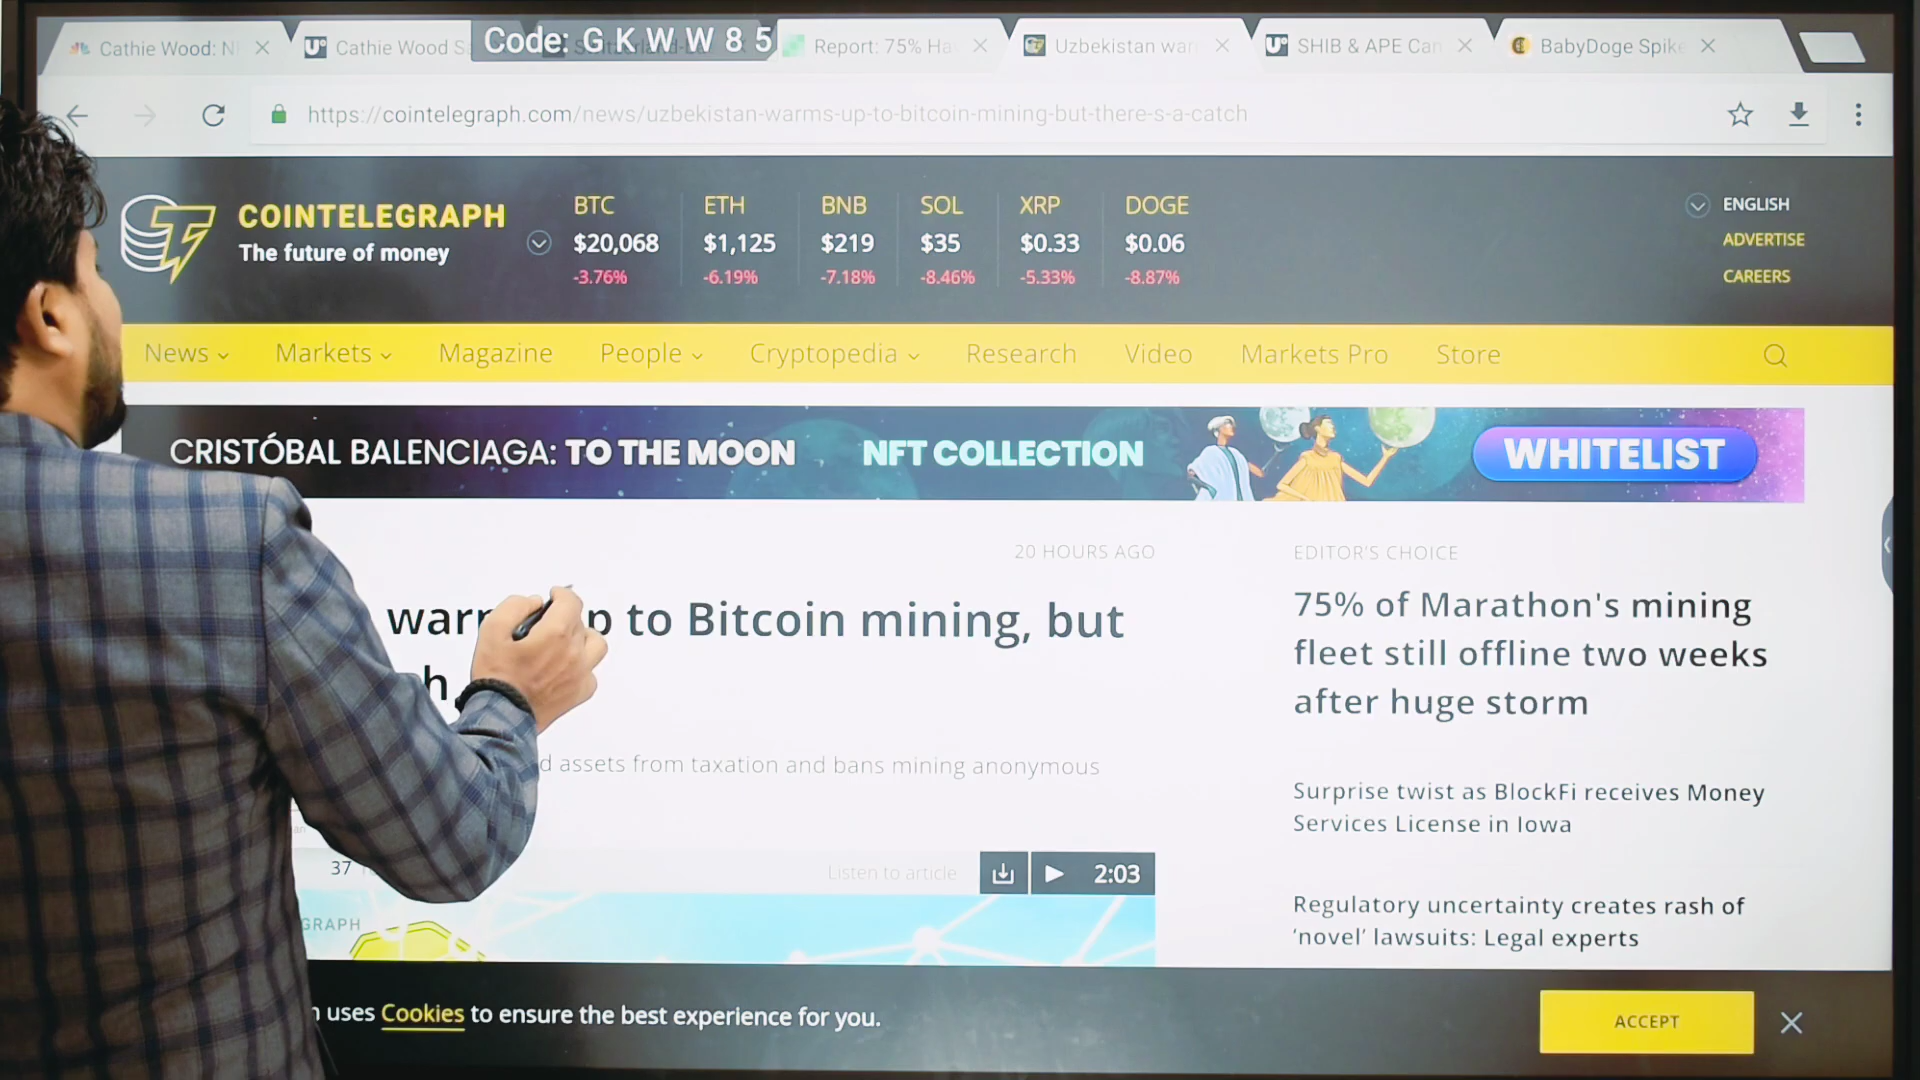 Cathie Wood: N
Cathie Wood S
Code: G K W W 8 5
Report: 75% Ha
Uzbekistan war
SHIB & APE Can
BabyDoge Spike
https://cointelegraph.com/news/uzbekistan-warms-up-to-bitcoin-mining-but-there-s-a-catch
COINTELEGRAPH
The future of money
BTC ETH BNB SOL XRP DOGE
$20,068 $1,125 $219 $35 $0.33 $0.06
-3.76% -6.19% -7.18% -8.46% -5.33% -8.87%
ENGLISH
ADVERTISE
CAREERS
News Markets Magazine People Cryptopedia Research Video Markets Pro Store
CRISTÓBAL BALENCIAGA: TO THE MOON NFT COLLECTION WHITELIST
20 HOURS AGO
up to Bitcoin mining, but
assets from taxation and bans mining anonymous
37
Listen to article 2:03
GRAPH
EDITOR'S CHOICE
75% of Marathon's mining
fleet still offline two weeks
after huge storm
Surprise twist as BlockFi receives Money
Services License in Iowa
Regulatory uncertainty creates rash of
‘novel’ lawsuits: Legal experts
uses Cookies to ensure the best experience for you.
ACCEPT